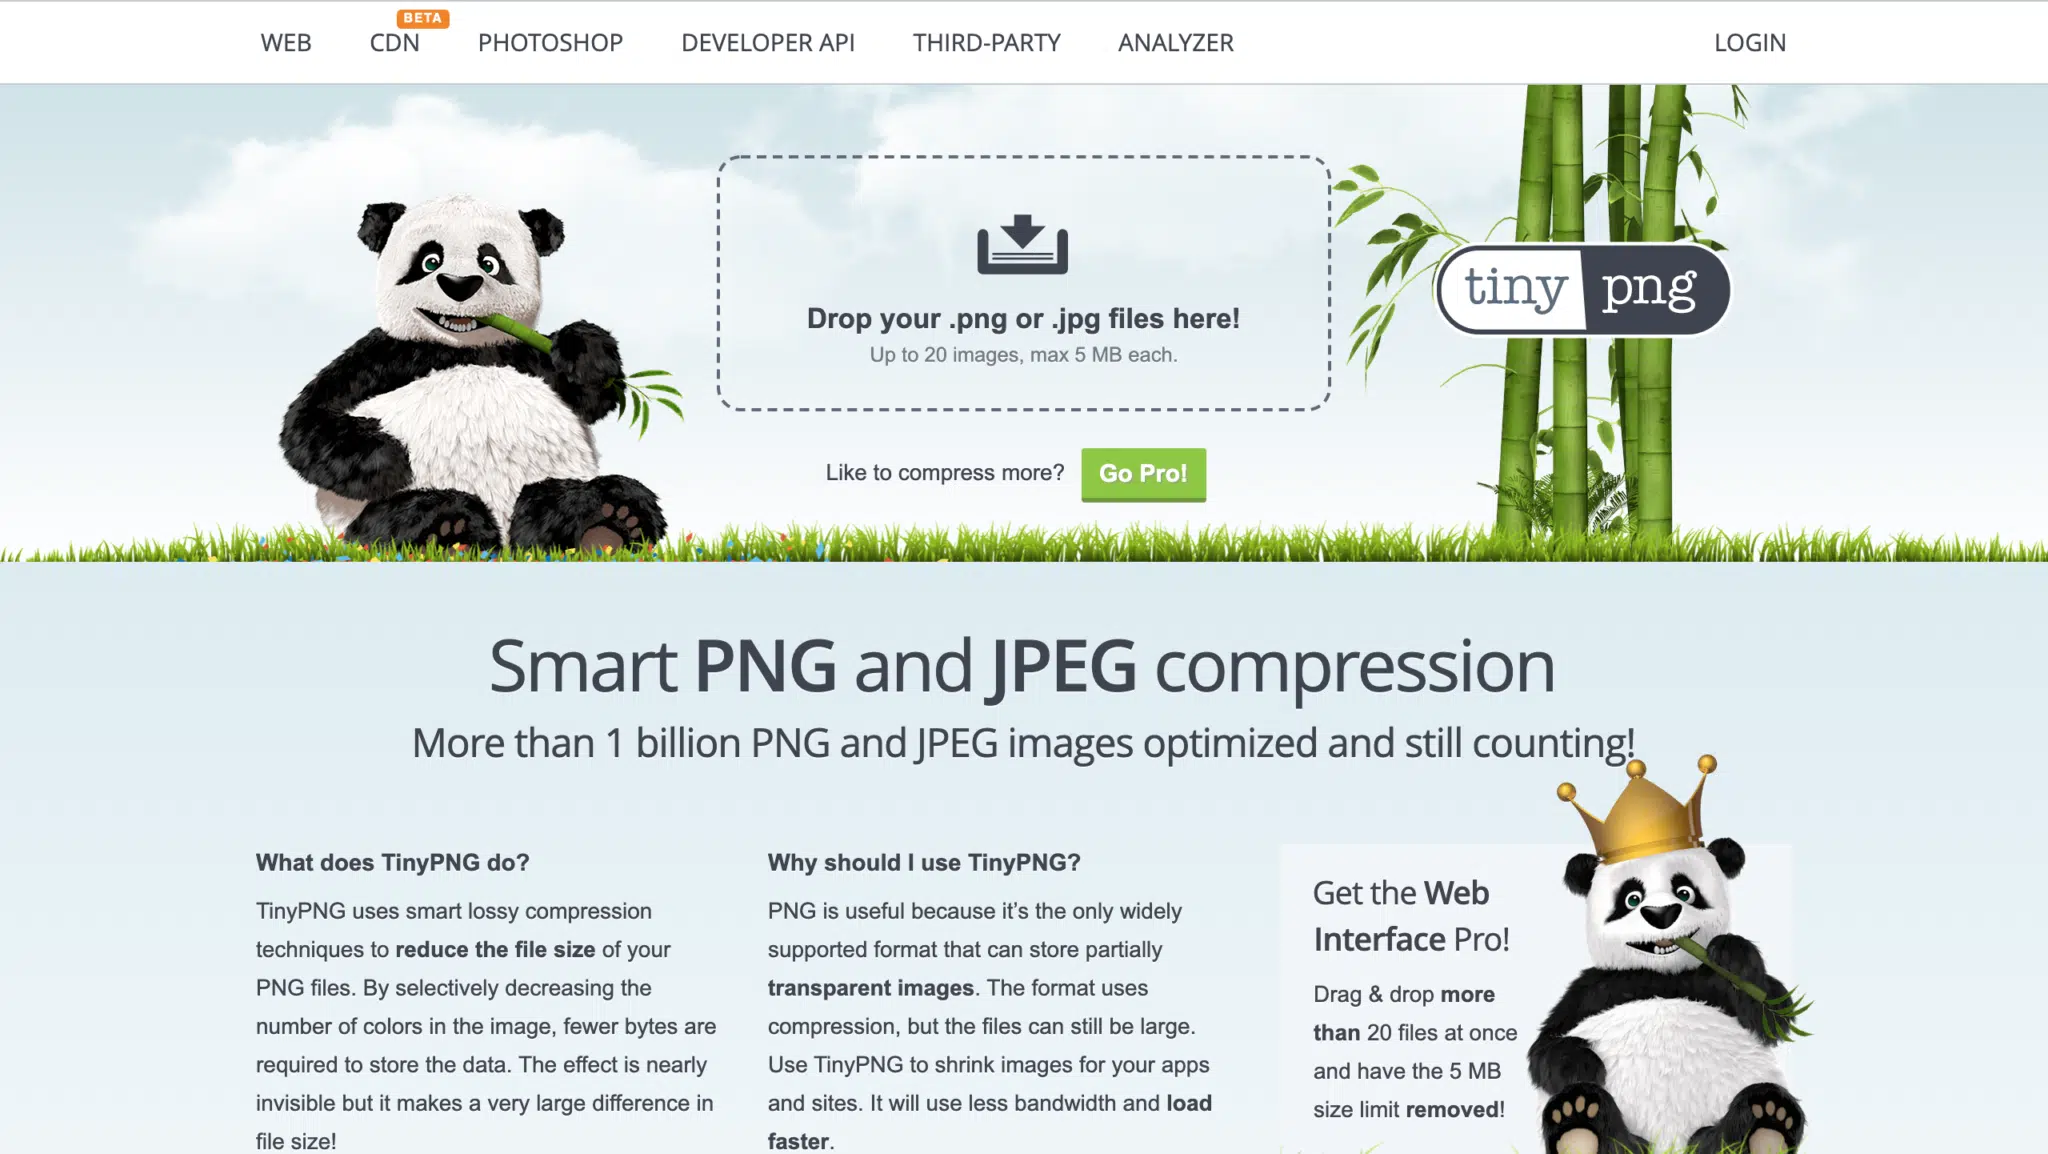 BETA
WEB CDN PHOTOSHOP DEVELOPER API THIRD-PARTY ANALYZER LOGIN
Drop your .png or .jpg files here!
Up to 20 images, max 5 MB each.
tiny png
Like to compress more? Go Pro!
Smart PNG and JPEG compression
More than 1 billion PNG and JPEG images optimized and still counting!
What does TinyPNG do?
TinyPNG uses smart lossy compression
techniques to reduce the file size of your
PNG files. By selectively decreasing the
number of colors in the image, fewer bytes are
required to store the data. The effect is nearly
invisible but it makes a very large difference in
file size!
Why should I use TinyPNG?
PNG is useful because it’s the only widely
supported format that can store partially
transparent images. The format uses
compression, but the files can still be large.
Use TinyPNG to shrink images for your apps
and sites. It will use less bandwidth and load
faster.
Get the Web
Interface Pro!
Drag & drop more
than 20 files at once
and have the 5 MB
size limit removed!